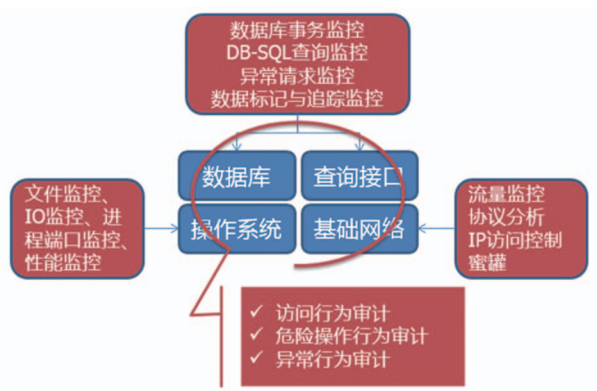 数据库事务监控
DB-SQL查询监控
异常请求监控
数据标记与追踪监控
数据库
查询接口
文件监控、
IO监控、进
程端口监控、
性能监控
操作系统
基础网络
流量监控
协议分析
IP访问控制
蜜罐
✓ 访问行为审计
✓ 危险操作行为审计
✓ 异常行为审计